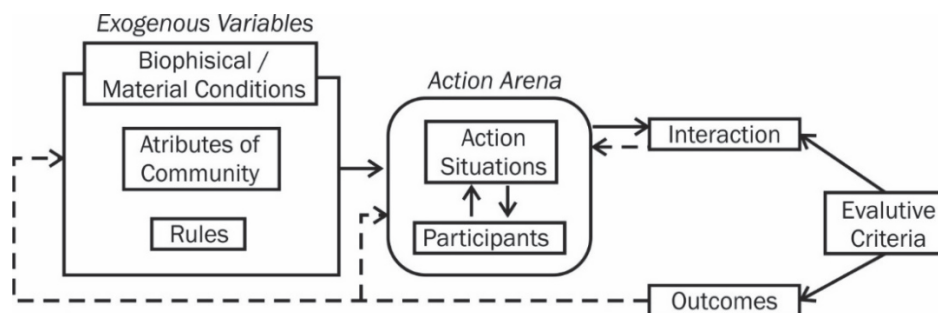 Exogenous Variables
Biophisical /
Material Conditions
Atributes of
Community
Rules
Action Arena
Action
Situations
Participants
Interaction
Evalutive
Criteria
Outcomes